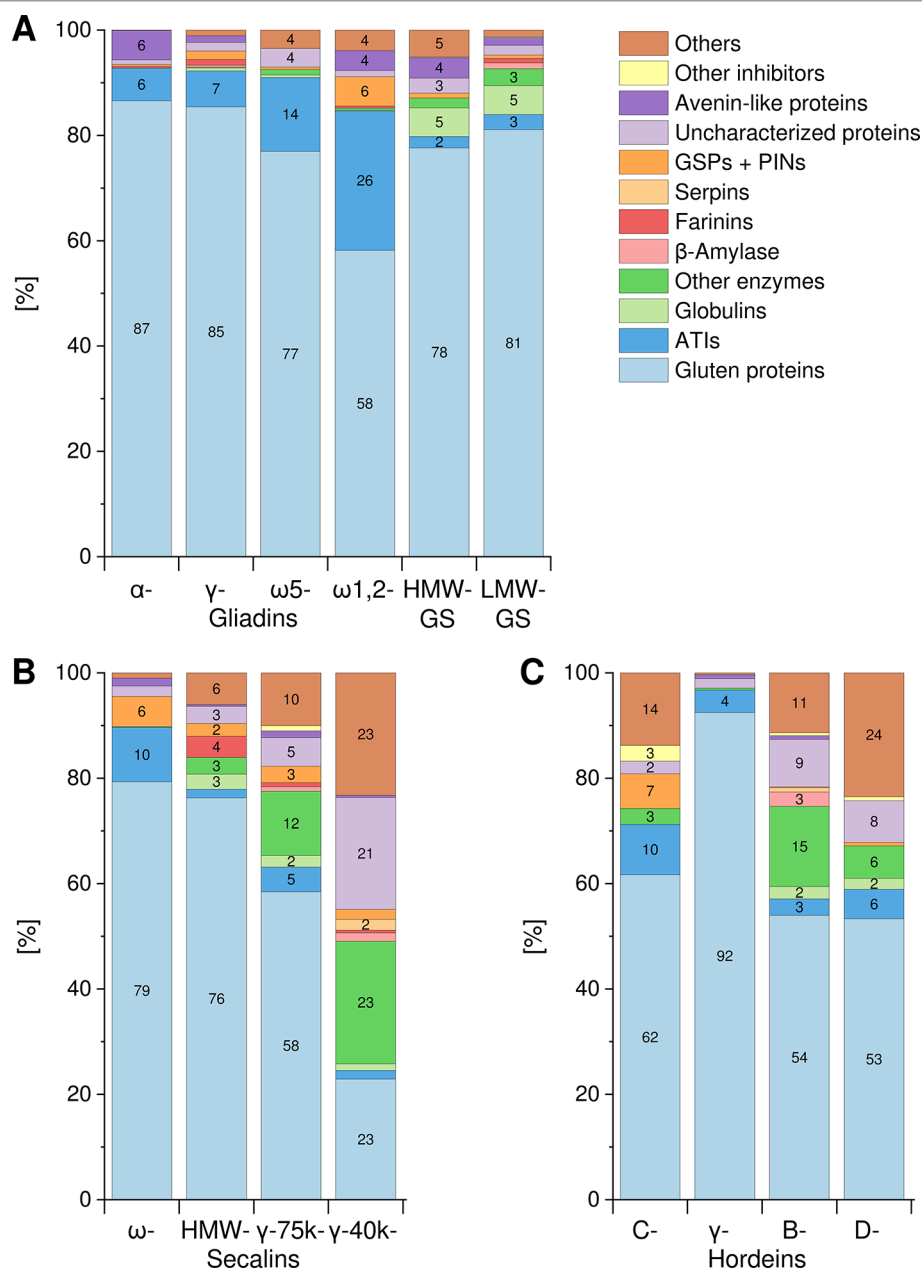 A
100
80
60
40
20
0
[%]
87
6
6
85
7
77
14
4
4
58
26
6
4
4
78
2
5
3
4
5
81
3
5
3
α-
γ-
ω5-
ω1,2-
HMW-
LMW-
Gliadins
GS
GS
Others
Other inhibitors
Avenin-like proteins
Uncharacterized proteins
GSPs + PINs
Serpins
Farinins
β-Amylase
Other enzymes
Globulins
ATIs
Gluten proteins
B
100
80
60
40
20
0
[%]
79
10
6
76
3
3
4
2
3
6
58
5
2
12
3
5
10
23
23
2
21
23
ω-
HMW-
γ-75k-
γ-40k-
Secalins
C
100
80
60
40
20
0
[%]
62
10
3
7
2
3
14
92
4
54
3
2
15
3
9
11
53
6
2
6
8
24
C-
γ-
B-
D-
Hordeins